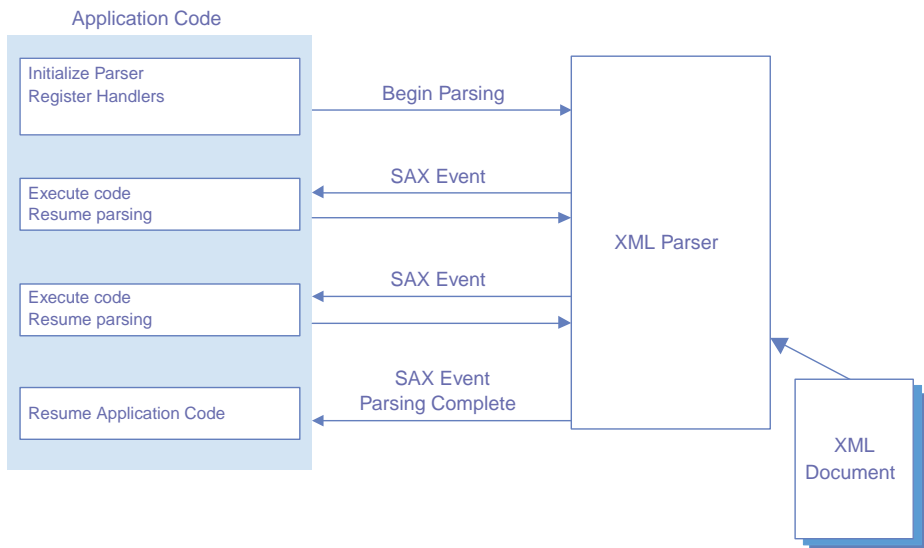 Application Code
Initialize Parser
Register Handlers
Begin Parsing
SAX Event
Execute code
Resume parsing
XML Parser
SAX Event
Execute code
Resume parsing
SAX Event
Parsing Complete
Resume Application Code
XML
Document